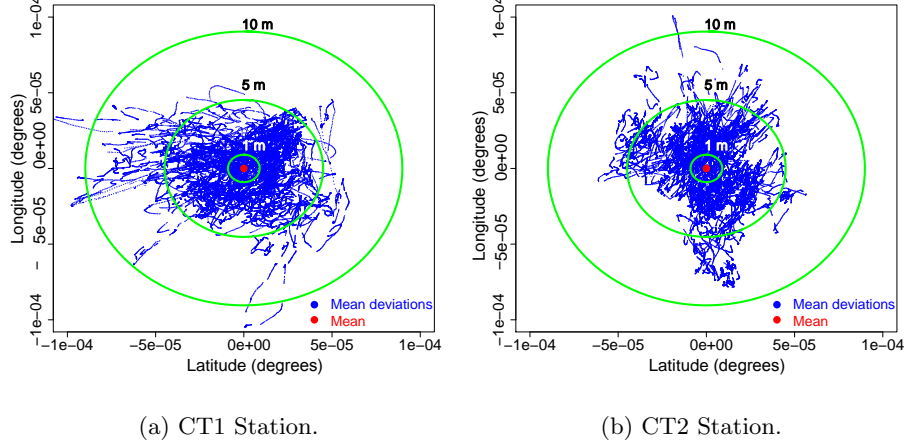 10 m
5 m
1 m
Mean deviations
Mean
1e−04
5e−05
0e+00
−5e−05
−1e−04
Longitude (degrees)
−1e−04
−5e−05
0e+00
5e−05
1e−04
Latitude (degrees)
(a) CT1 Station.
10 m
5 m
1 m
Mean deviations
Mean
1e−04
5e−05
0e+00
−5e−05
−1e−04
Longitude (degrees)
−1e−04
−5e−05
0e+00
5e−05
1e−04
Latitude (degrees)
(b) CT2 Station.